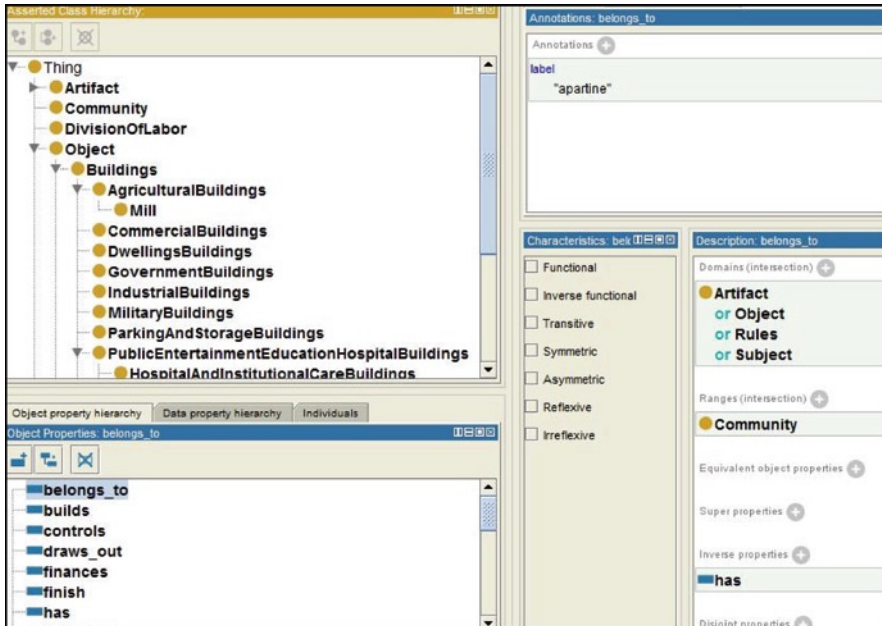 Asserted Class Hierarchy:
Thing
Artifact
Community
DivisionOfLabor
Object
Buildings
AgriculturalBuildings
Mill
CommercialBuildings
DwellingsBuildings
GovernmentBuildings
IndustrialBuildings
MilitaryBuildings
ParkingAndStorageBuildings
PublicEntertainmentEducationHospitalBuildings
HospitalAndInstitutionalCareBuildings
Object property hierarchy
Data property hierarchy
Individuals
Object Properties: belongs_to
belongs_to
builds
controls
draws_out
finances
finish
has
Annotations: belongs_to
Annotations
label
"apartine"
Characteristics: bel
Functional
Inverse functional
Transitive
Symmetric
Asymmetric
Reflexive
Irreflexive
Description: belongs_to
Domains (intersection)
Artifact
or Object
or Rules
or Subject
Ranges (intersection)
Community
Equivalent object properties
Super properties
Inverse properties
has
Disjoint properties